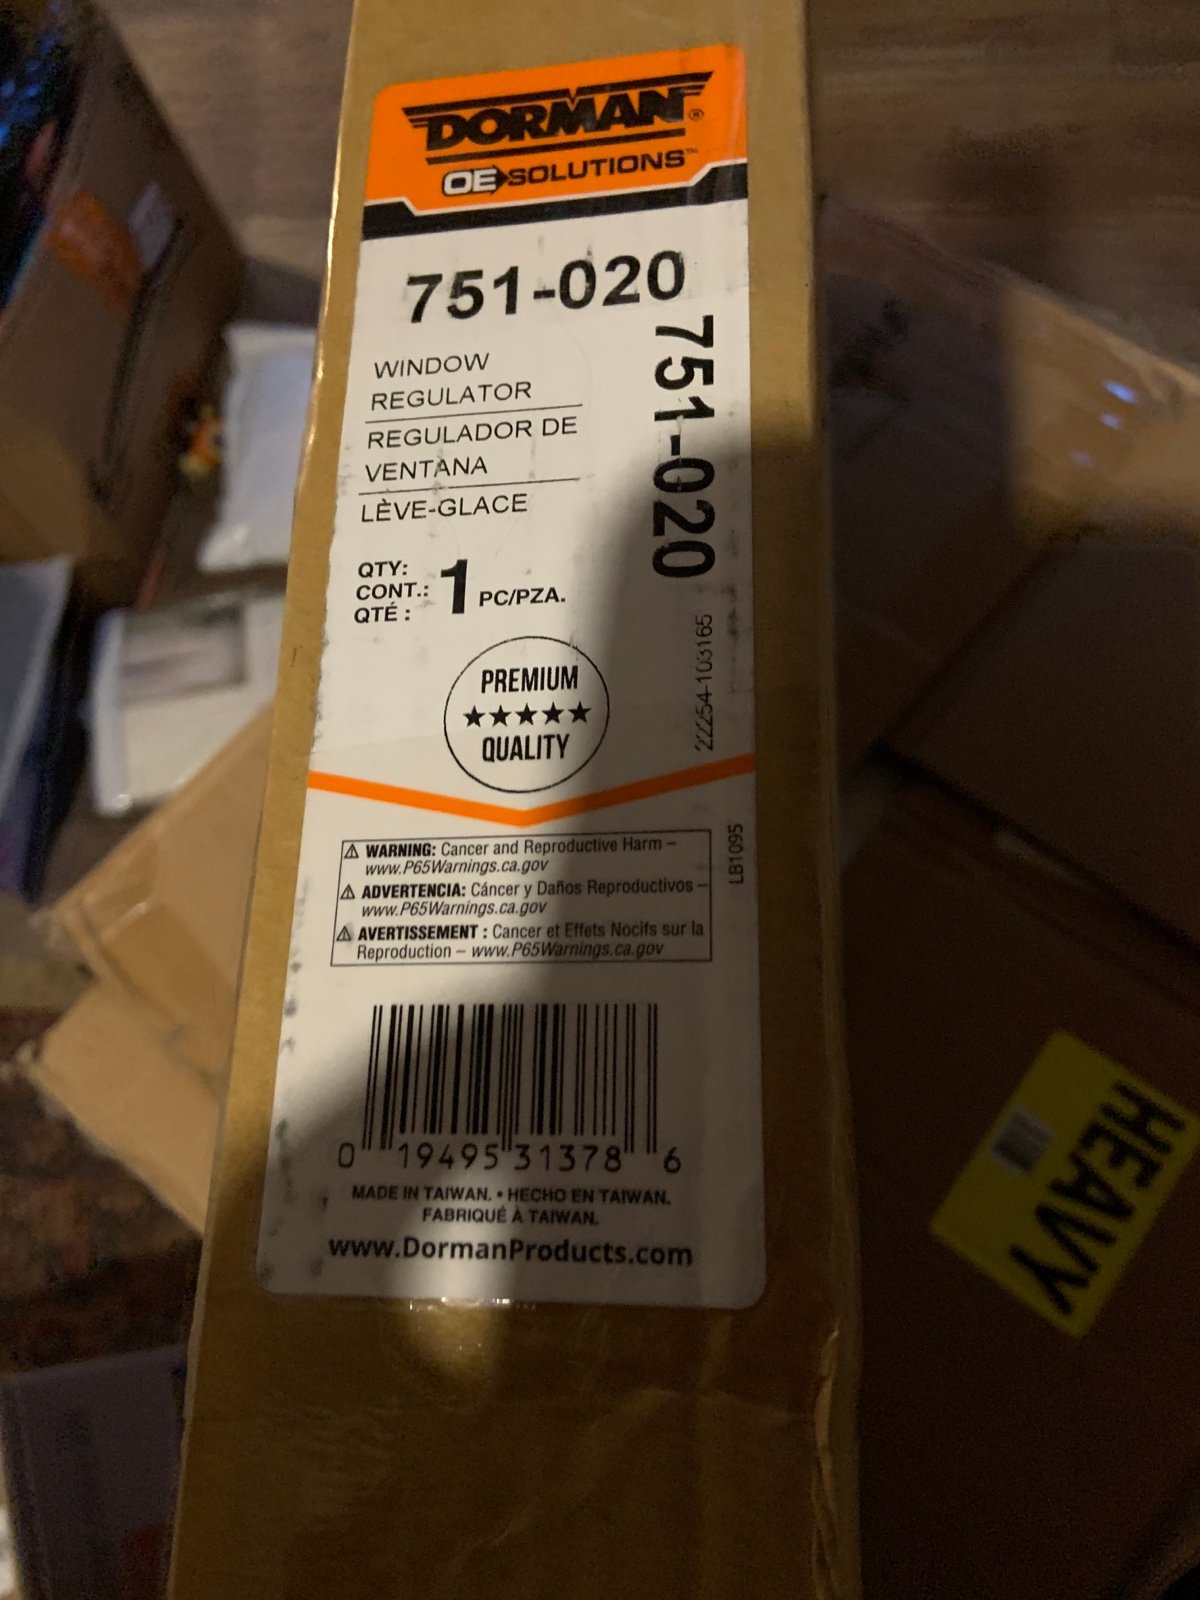 DORMAN®
OE SOLUTIONS™
751-020
751-020
WINDOW
REGULATOR
REGULADOR DE
VENTANA
LÈVE-GLACE
QTY:
CONT.:
QTÉ :
1 PC/PZA.
22254-103165
PREMIUM
★★★★★
QUALITY
LB1095
⚠ WARNING: Cancer and Reproductive Harm –
www.P65Warnings.ca.gov
⚠ ADVERTENCIA: Cáncer y Daños Reproductivos –
www.P65Warnings.ca.gov
⚠ AVERTISSEMENT : Cancer et Effets Nocifs sur la
Reproduction – www.P65Warnings.ca.gov
0 19495 31378 6
MADE IN TAIWAN. • HECHO EN TAIWAN.
FABRIQUÉ À TAIWAN.
www.DormanProducts.com
HEAVY